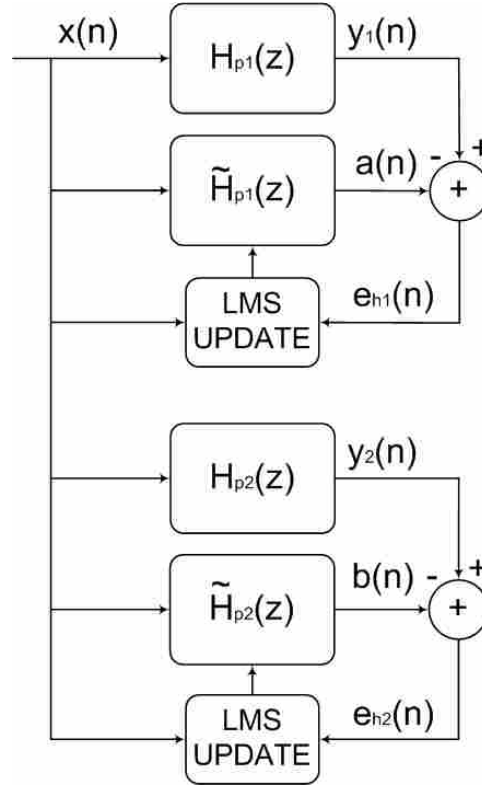 x(n)
Hp1(z)
y1(n)
+
-
H̃p1(z)
a(n)
+
LMS
UPDATE
eh1(n)
Hp2(z)
y2(n)
+
-
H̃p2(z)
b(n)
+
LMS
UPDATE
eh2(n)